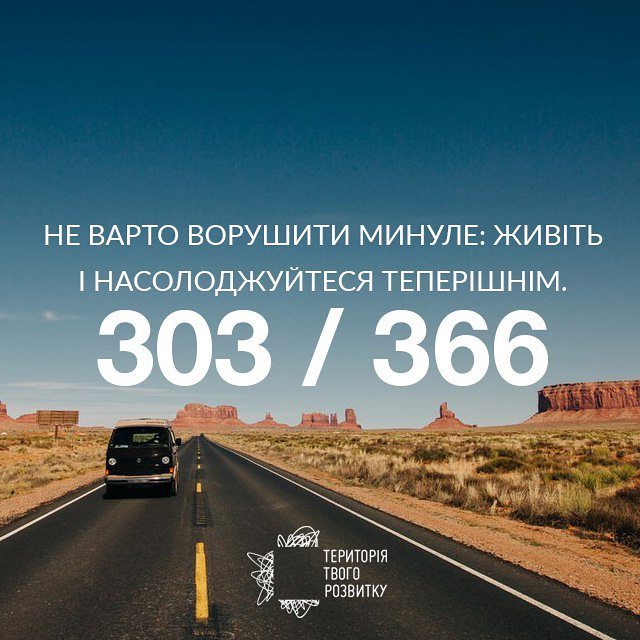 НЕ ВАРТО ВОРУШИТИ МИНУЛЕ: ЖИВІТЬ
І НАСОЛОДЖУЙТЕСЯ ТЕПЕРІШНІМ.
303 / 366
ТЕРИТОРІЯ
ТВОГО
РОЗВИТКУ